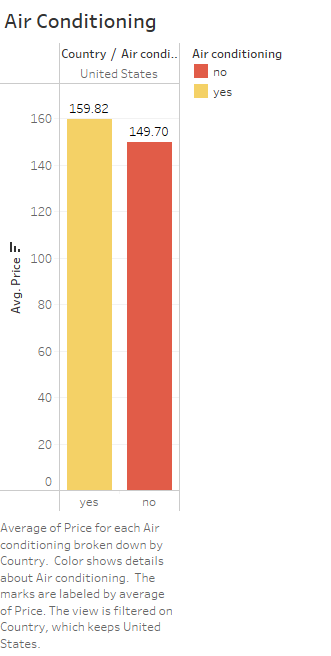 Air Conditioning
Country / Air condi..
United States
Air conditioning
no
yes
159.82
149.70
160
140
120
100
80
60
40
20
0
Avg. Price
yes
no
Average of Price for each Air
conditioning broken down by
Country. Color shows details
about Air conditioning. The
marks are labeled by average
of Price. The view is filtered on
Country, which keeps United
States.